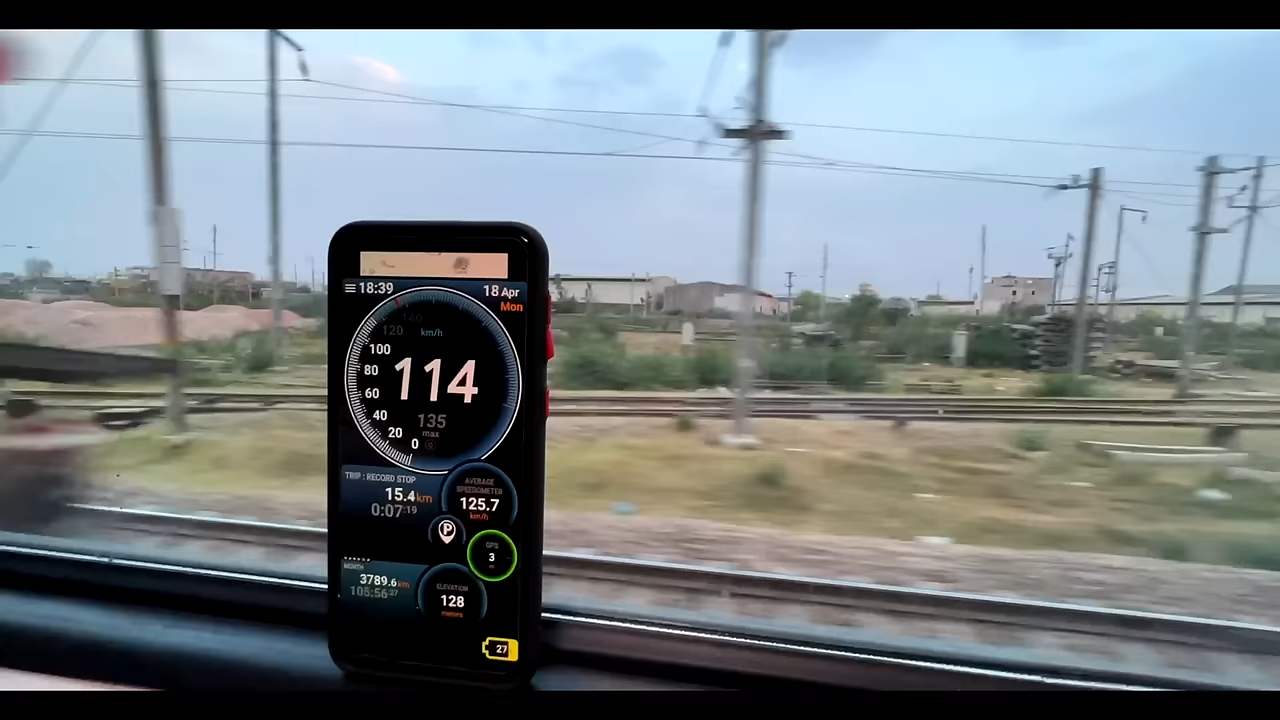 18:39
18 Apr
Mon
140
120
km/h
100
80
114
60
40
135
max
20
0
TRIP : RECORD STOP
15.4 km
0:07:19
AVERAGE
SPEEDOMETER
125.7
km/h
P
GPS
3
m
MONTH
3789.6 km
105:56:27
ELEVATION
128
meters
27